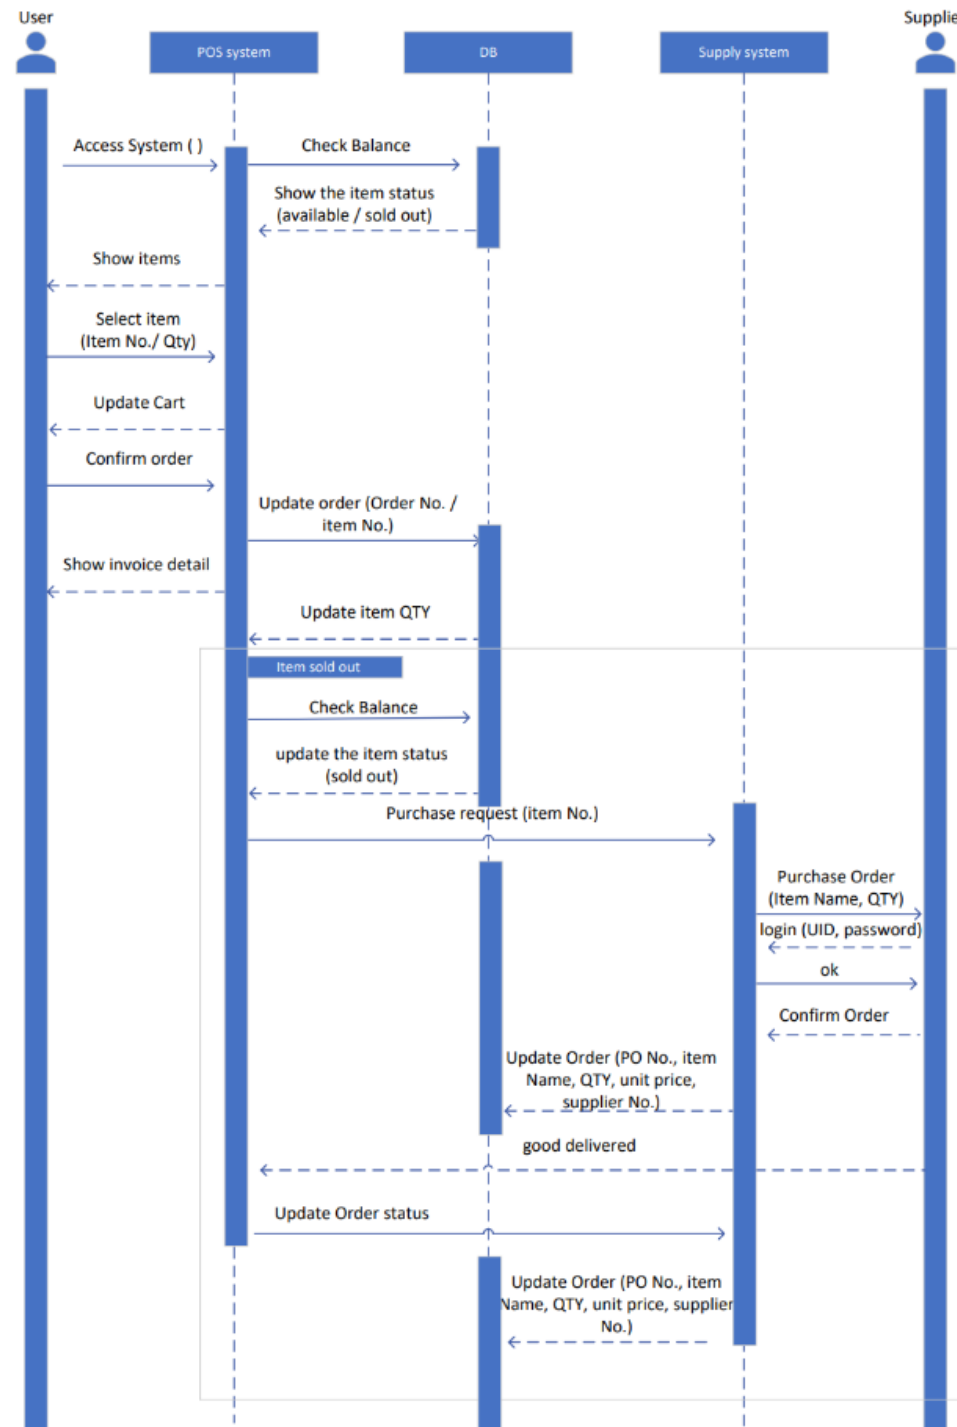 User
Supplie
POS system
DB
Supply system
Access System ( )
Check Balance
Show the item status
(available / sold out)
Show items
Select item
(Item No./ Qty)
Update Cart
Confirm order
Update order (Order No. /
item No.)
Show invoice detail
Update item QTY
Item sold out
Check Balance
update the item status
(sold out)
Purchase request (item No.)
Purchase Order
(Item Name, QTY)
login (UID, password)
ok
Confirm Order
Update Order (PO No., item
Name, QTY, unit price,
supplier No.)
good delivered
Update Order status
Update Order (PO No., item
Name, QTY, unit price, supplier
No.)